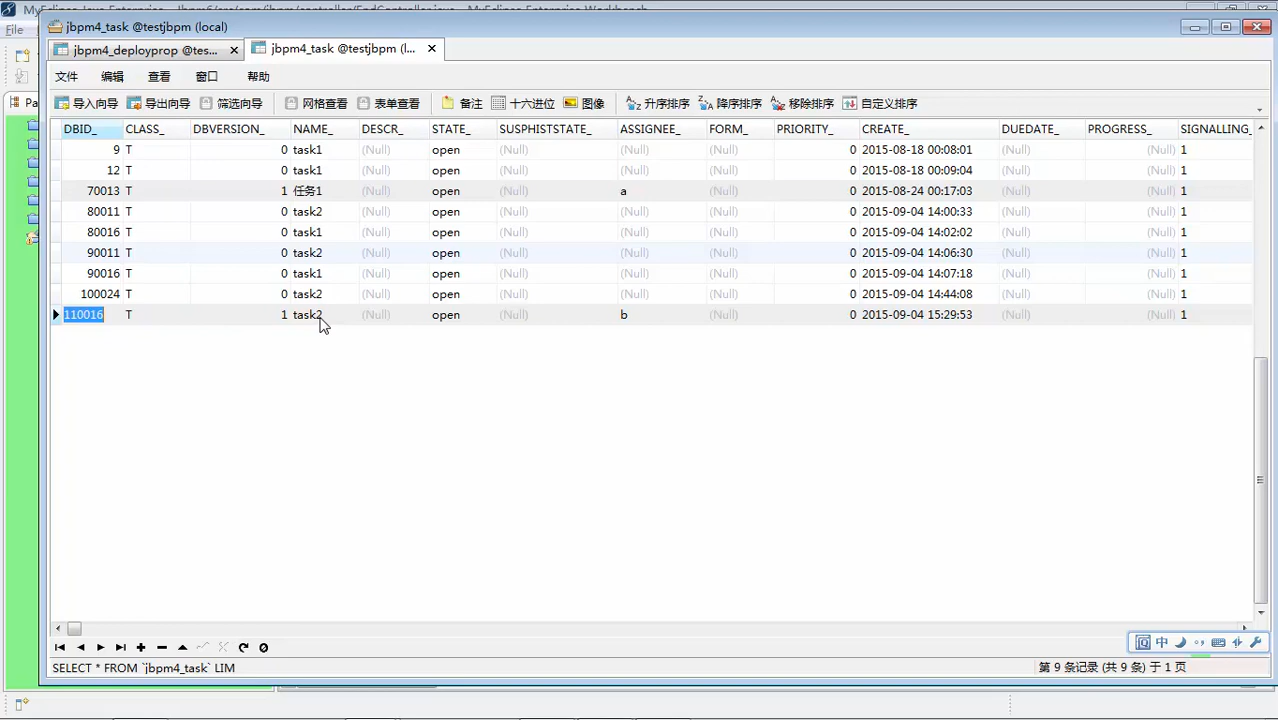 jbpm4_task @testjbpm (local)
File
jbpm4_deployprop @tes...
jbpm4_task @testjbpm (l...
文件 编辑 查看 窗口 帮助
导入向导 导出向导 筛选向导 网格查看 表单查看 备注 十六进位 图像 升序排序 降序排序 移除排序 自定义排序
Pa
DBID_ CLASS_ DBVERSION_ NAME_ DESCR_ STATE_ SUSPHISTSTATE_ ASSIGNEE_ FORM_ PRIORITY_ CREATE_ DUEDATE_ PROGRESS_ SIGNALLING_
9 T 0 task1 (Null) open (Null) (Null) (Null) 0 2015-08-18 00:08:01 (Null) (Null) 1
12 T 0 task1 (Null) open (Null) (Null) (Null) 0 2015-08-18 00:09:04 (Null) (Null) 1
70013 T 1 任务1 (Null) open (Null) a (Null) 0 2015-08-24 00:17:03 (Null) (Null) 1
80011 T 0 task2 (Null) open (Null) (Null) (Null) 0 2015-09-04 14:00:33 (Null) (Null) 1
80016 T 0 task1 (Null) open (Null) (Null) (Null) 0 2015-09-04 14:02:02 (Null) (Null) 1
90011 T 0 task2 (Null) open (Null) (Null) (Null) 0 2015-09-04 14:06:30 (Null) (Null) 1
90016 T 0 task1 (Null) open (Null) (Null) (Null) 0 2015-09-04 14:07:18 (Null) (Null) 1
100024 T 0 task2 (Null) open (Null) (Null) (Null) 0 2015-09-04 14:44:08 (Null) (Null) 1
110016 T 1 task2 (Null) open (Null) b (Null) 0 2015-09-04 15:29:53 (Null) (Null) 1
中
SELECT * FROM `jbpm4_task` LIM
第 9 条记录 (共 9 条) 于 1 页